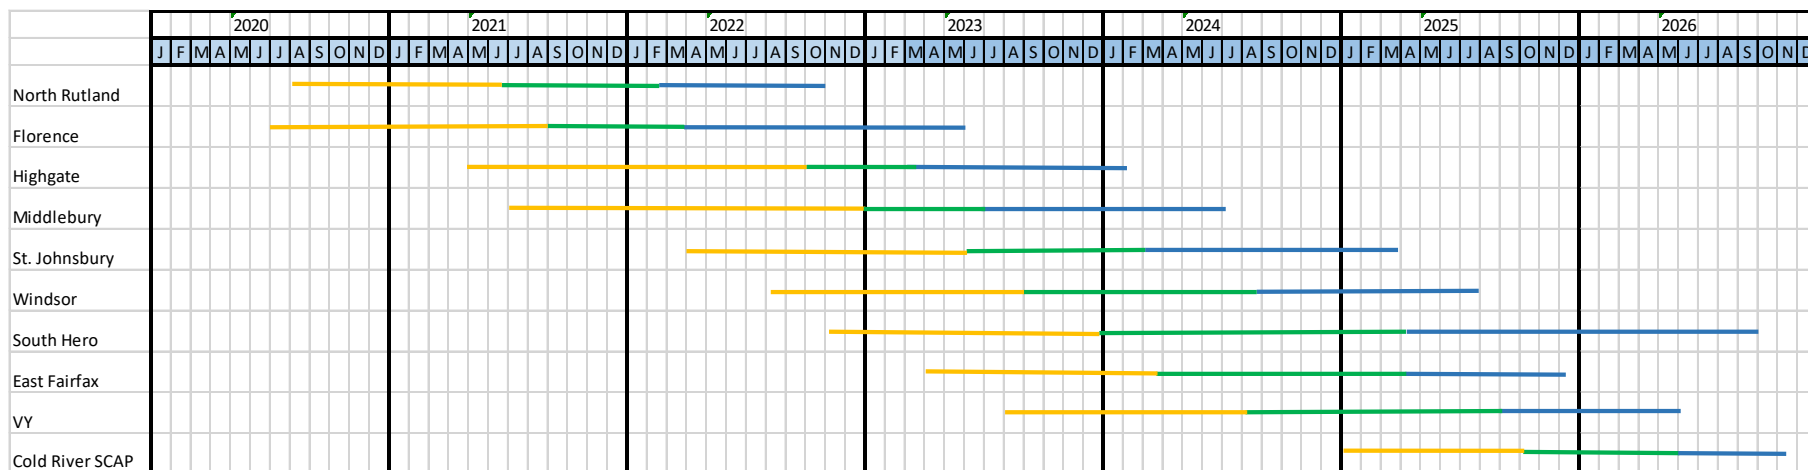 2020 2021 2022 2023 2024 2025 2026
J F M A M J J A S O N D J F M A M J J A S O N D J F M A M J J A S O N D J F M A M J J A S O N D J F M A M J J A S O N D J F M A M J J A S O N D J F M A M J J A S O N D
North Rutland
Florence
Highgate
Middlebury
St. Johnsbury
Windsor
South Hero
East Fairfax
VY
Cold River SCAP